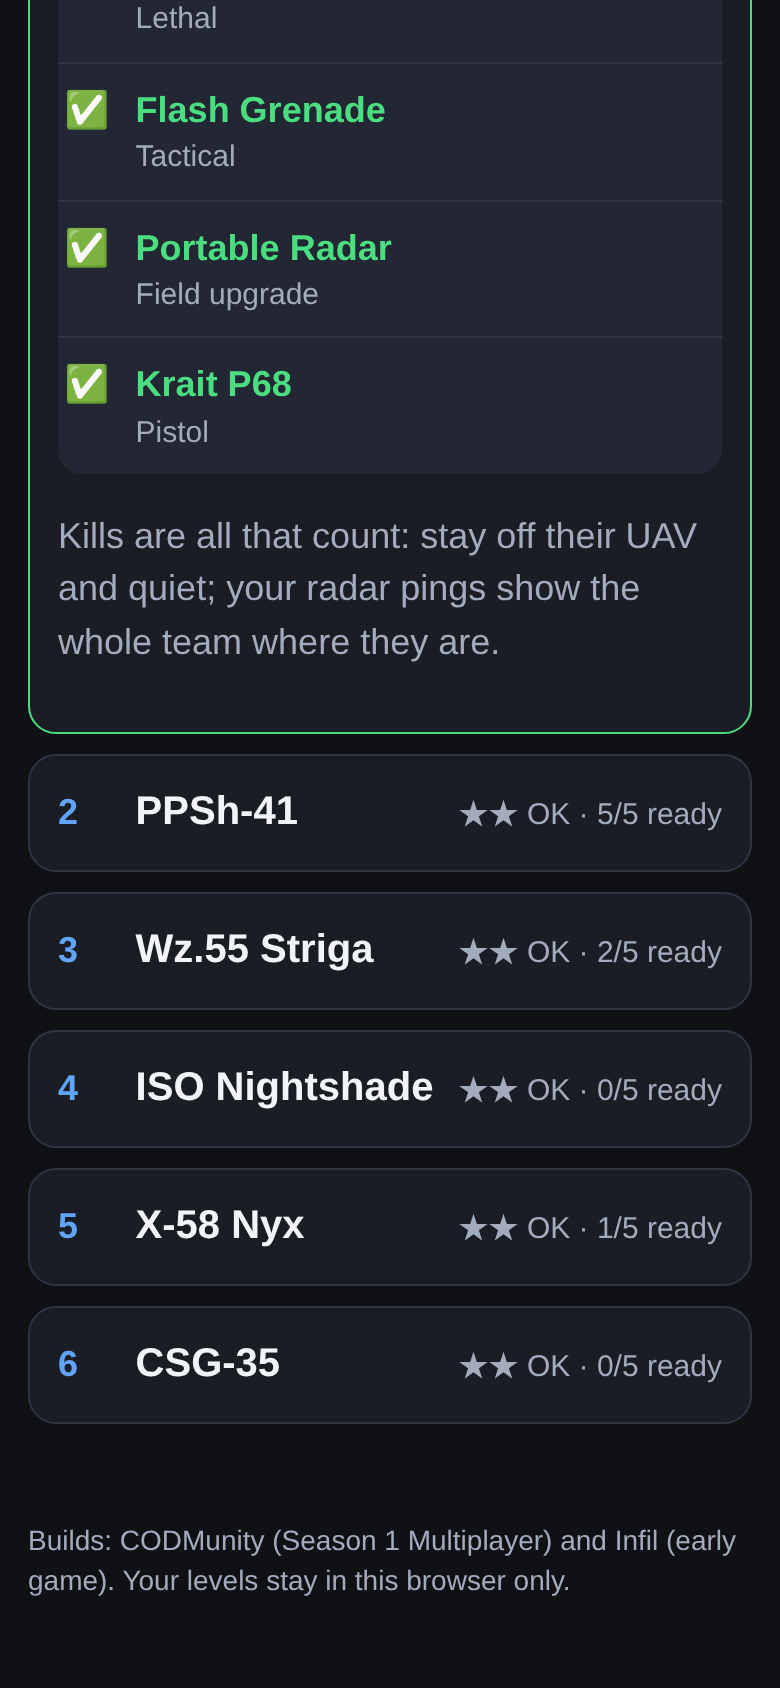 Lethal
✅ Flash Grenade
Tactical
✅ Portable Radar
Field upgrade
✅ Krait P68
Pistol
Kills are all that count: stay off their UAV
and quiet; your radar pings show the
whole team where they are.
2 PPSh-41 ★★ OK · 5/5 ready
3 Wz.55 Striga ★★ OK · 2/5 ready
4 ISO Nightshade ★★ OK · 0/5 ready
5 X-58 Nyx ★★ OK · 1/5 ready
6 CSG-35 ★★ OK · 0/5 ready
Builds: CODMunity (Season 1 Multiplayer) and Infil (early
game). Your levels stay in this browser only.